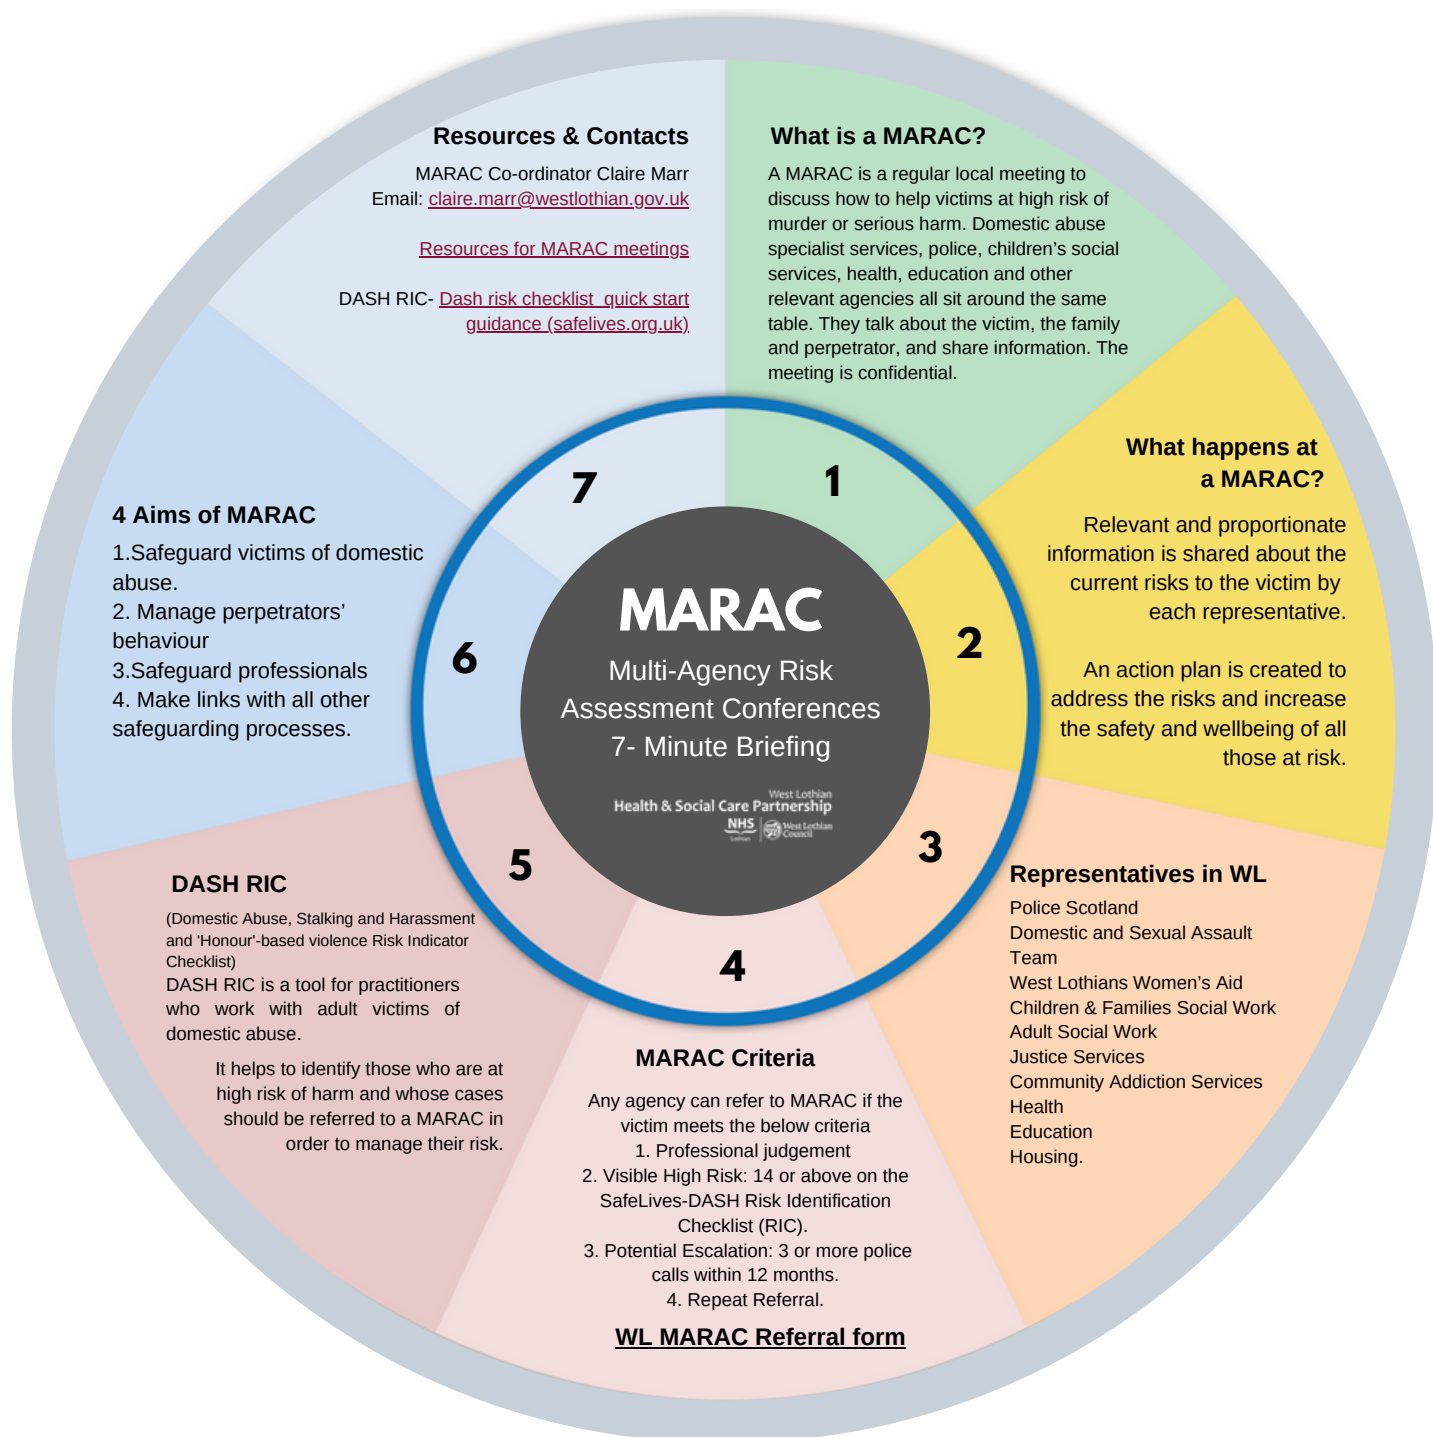 MARAC
Multi-Agency Risk
Assessment Conferences
7- Minute Briefing
West Lothian
Health & Social Care Partnership
NHS
Lothian
West Lothian
Council
1
What is a MARAC?
A MARAC is a regular local meeting to
discuss how to help victims at high risk of
murder or serious harm. Domestic abuse
specialist services, police, children’s social
services, health, education and other
relevant agencies all sit around the same
table. They talk about the victim, the family
and perpetrator, and share information. The
meeting is confidential.
2
What happens at
a MARAC?
Relevant and proportionate
information is shared about the
current risks to the victim by
each representative.
An action plan is created to
address the risks and increase
the safety and wellbeing of all
those at risk.
3
Representatives in WL
Police Scotland
Domestic and Sexual Assault
Team
West Lothians Women’s Aid
Children & Families Social Work
Adult Social Work
Justice Services
Community Addiction Services
Health
Education
Housing.
4
MARAC Criteria
Any agency can refer to MARAC if the
victim meets the below criteria
1. Professional judgement
2. Visible High Risk: 14 or above on the
SafeLives-DASH Risk Identification
Checklist (RIC).
3. Potential Escalation: 3 or more police
calls within 12 months.
4. Repeat Referral.
WL MARAC Referral form
5
DASH RIC
(Domestic Abuse, Stalking and Harassment
and 'Honour'-based violence Risk Indicator
Checklist)
DASH RIC is a tool for practitioners
who work with adult victims of
domestic abuse.
It helps to identify those who are at
high risk of harm and whose cases
should be referred to a MARAC in
order to manage their risk.
6
4 Aims of MARAC
1.Safeguard victims of domestic
abuse.
2. Manage perpetrators’
behaviour
3.Safeguard professionals
4. Make links with all other
safeguarding processes.
7
Resources & Contacts
MARAC Co-ordinator Claire Marr
Email: claire.marr@westlothian.gov.uk
Resources for MARAC meetings
DASH RIC- Dash risk checklist  quick start
guidance (safelives.org.uk)